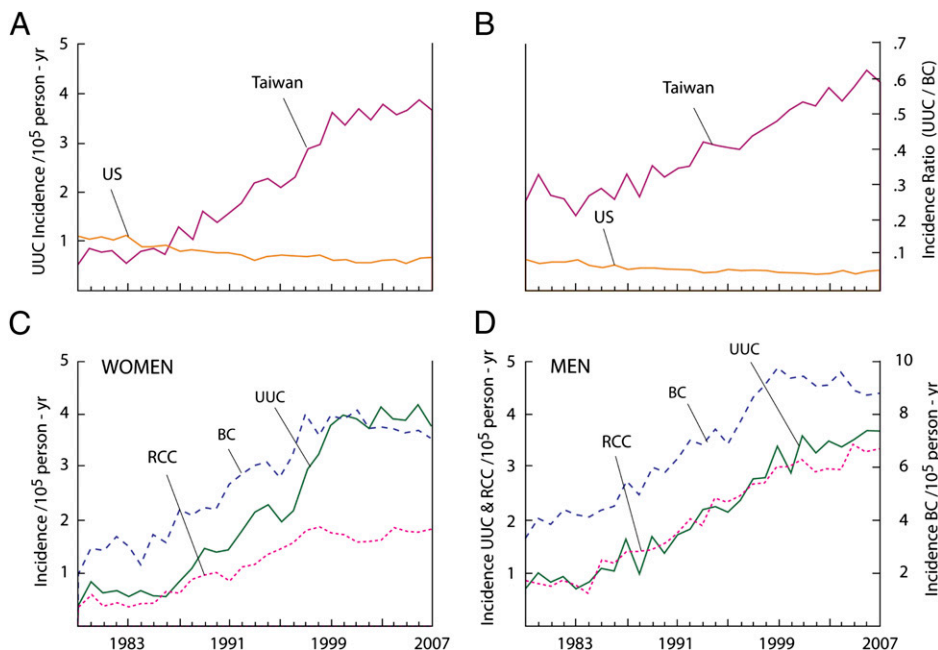 A
5
4
3
2
1
UUC Incidence /10⁵ person - yr
Taiwan
US
B
.7
.6
.5
.4
.3
.2
.1
Incidence Ratio (UUC / BC)
Taiwan
US
C
WOMEN
5
4
3
2
1
Incidence /10⁵ person - yr
UUC
BC
RCC
1983
1991
1999
2007
D
MEN
5
4
3
2
1
Incidence UUC & RCC /10⁵ person - yr
UUC
BC
RCC
10
8
6
4
2
Incidence BC /10⁵ person - yr
1983
1991
1999
2007